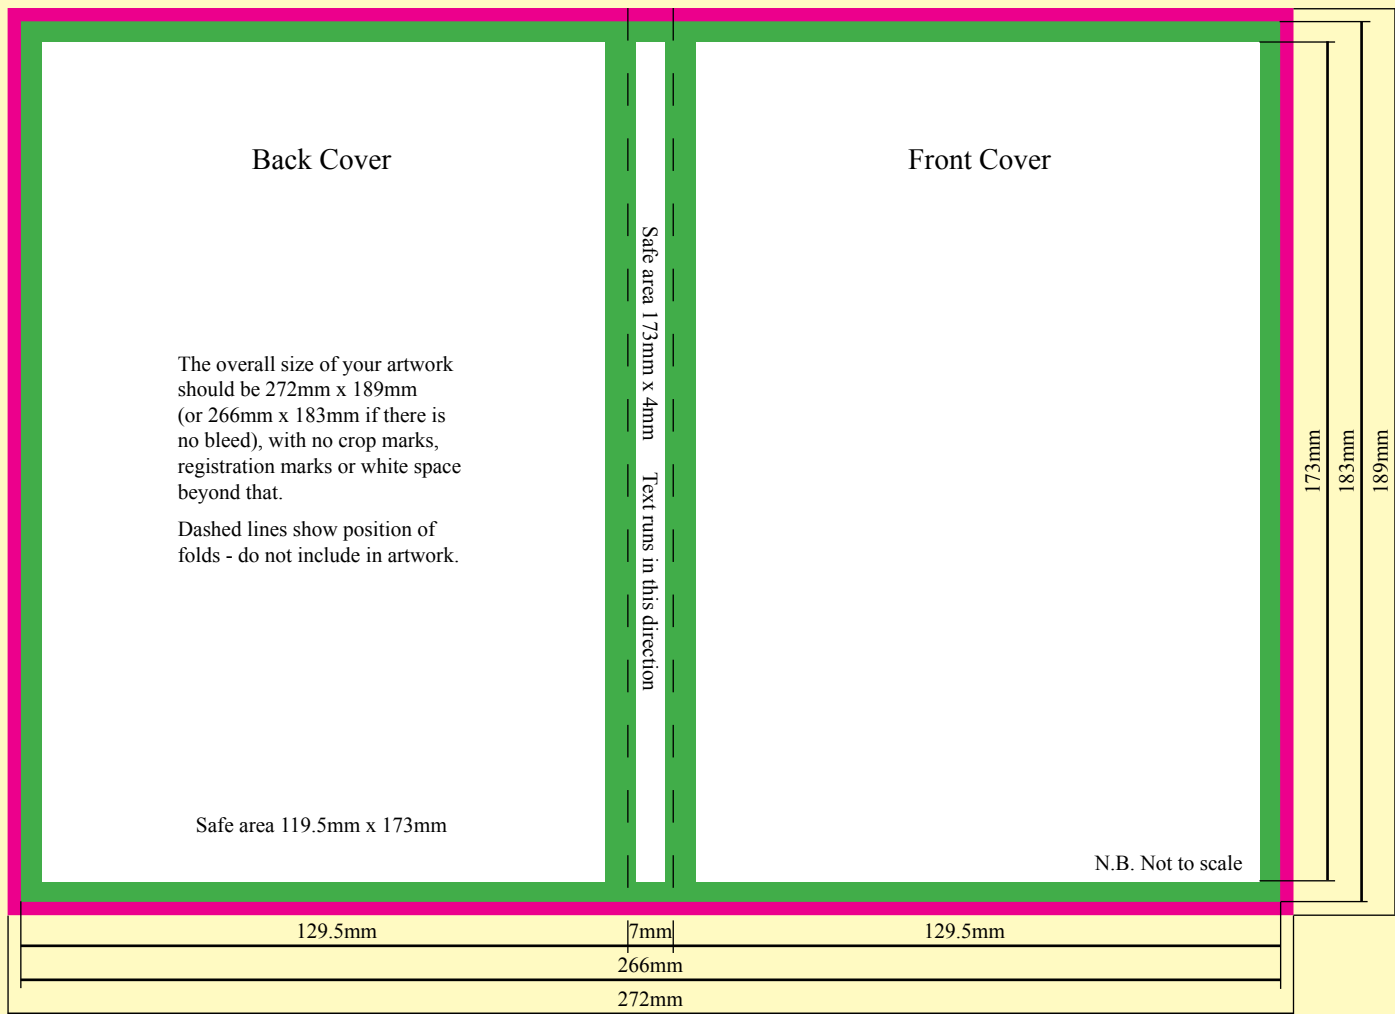 Back Cover
Front Cover
The overall size of your artwork
should be 272mm x 189mm
(or 266mm x 183mm if there is
no bleed), with no crop marks,
registration marks or white space
beyond that.
Dashed lines show position of
folds - do not include in artwork.
Safe area 119.5mm x 173mm
Safe area 173mm x 4mm Text runs in this direction
N.B. Not to scale
173mm
183mm
189mm
129.5mm
7mm
129.5mm
266mm
272mm